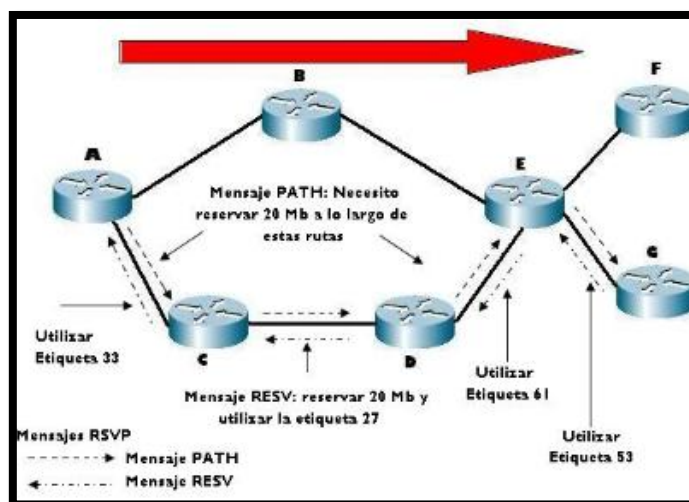 B
F
A
E
Mensaje PATH: Necesito
reservar 20 Mb a lo largo de
estas rutas
G
Utilizar
Etiqueta 33
C
D
Mensaje RESV: reservar 20 Mb y
utilizar la etiqueta 27
Utilizar
Etiqueta 61
Utilizar
Etiqueta 53
Mensajes RSVP
Mensaje PATH
Mensaje RESV